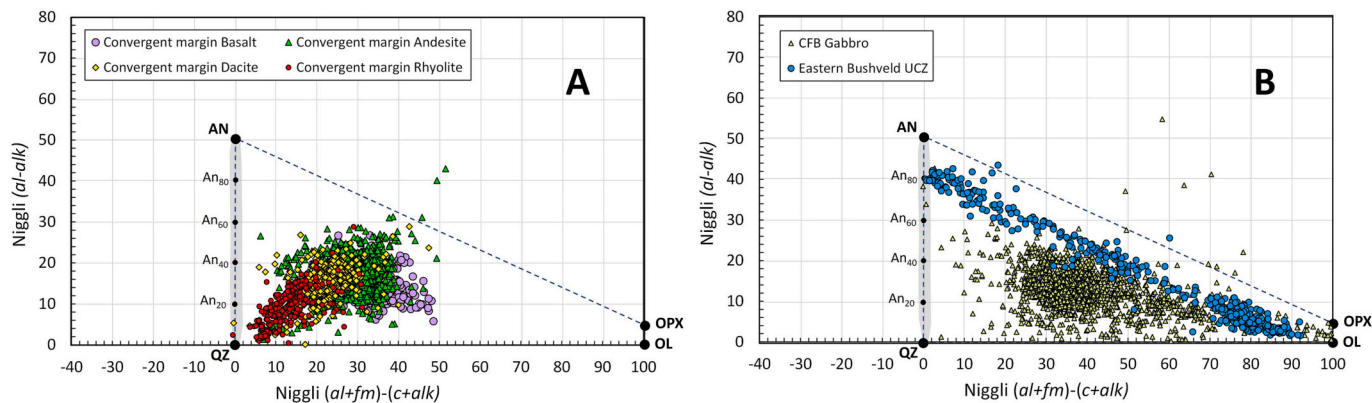 80
70
60
50
40
30
20
10
0
Niggli (al-alk)
Convergent margin Basalt
Convergent margin Andesite
Convergent margin Dacite
Convergent margin Rhyolite
A
AN
An80
An60
An40
An20
QZ
OPX
OL
-40 -30 -20 -10 0 10 20 30 40 50 60 70 80 90 100
Niggli (al+fm)-(c+alk)
80
70
60
50
40
30
20
10
0
Niggli (al-alk)
CFB Gabbro
Eastern Bushveld UCZ
B
AN
An80
An60
An40
An20
QZ
OPX
OL
-40 -30 -20 -10 0 10 20 30 40 50 60 70 80 90 100
Niggli (al+fm)-(c+alk)